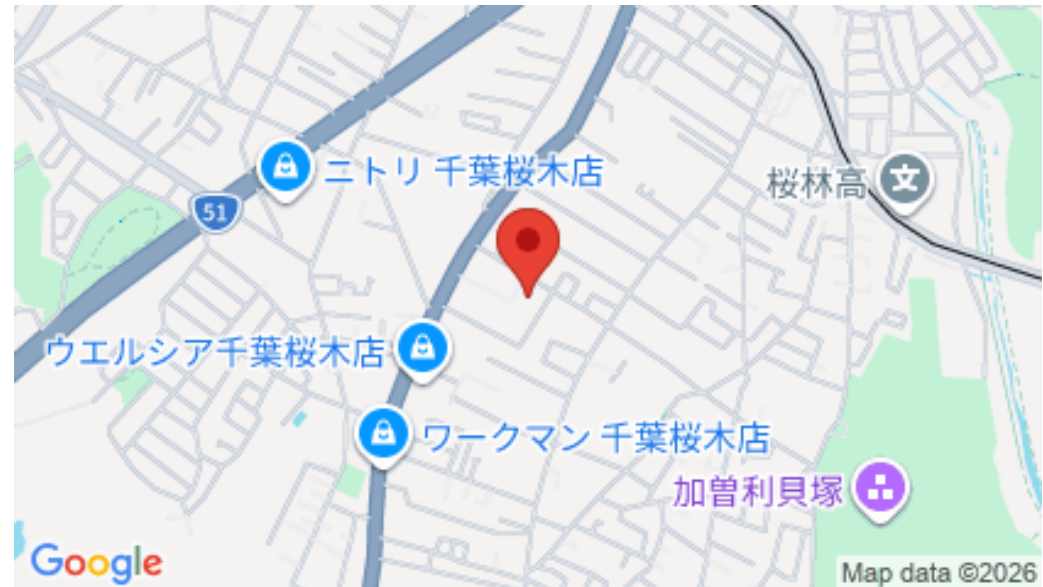 ニトリ 千葉桜木店
桜林高
文
51
ウエルシア千葉桜木店
ワークマン 千葉桜木店
加曽利貝塚
Google
Map data ©2026